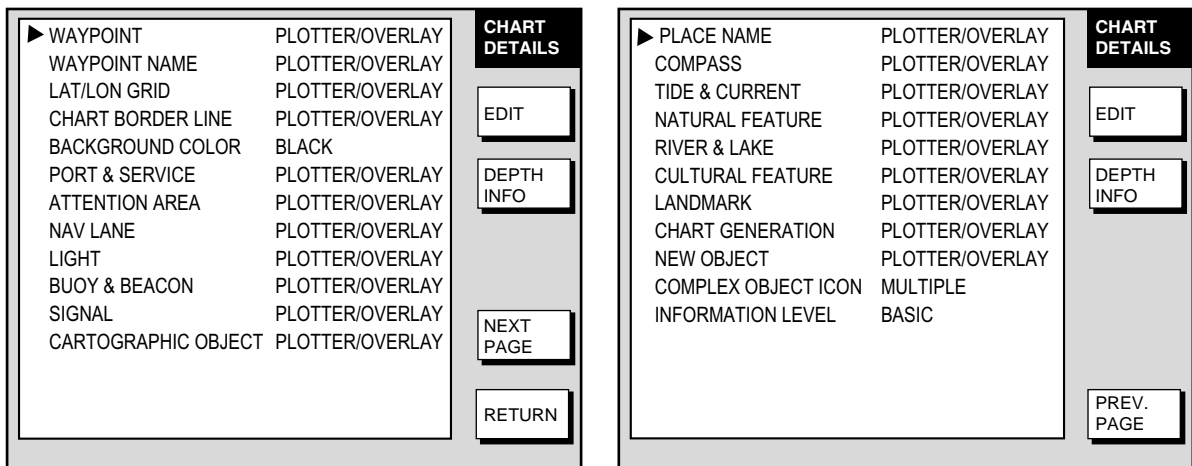 WAYPOINT PLOTTER/OVERLAY
WAYPOINT NAME PLOTTER/OVERLAY
LAT/LON GRID PLOTTER/OVERLAY
CHART BORDER LINE PLOTTER/OVERLAY
BACKGROUND COLOR BLACK
PORT & SERVICE PLOTTER/OVERLAY
ATTENTION AREA PLOTTER/OVERLAY
NAV LANE PLOTTER/OVERLAY
LIGHT PLOTTER/OVERLAY
BUOY & BEACON PLOTTER/OVERLAY
SIGNAL PLOTTER/OVERLAY
CARTOGRAPHIC OBJECT PLOTTER/OVERLAY
CHART
DETAILS
EDIT
DEPTH
INFO
NEXT
PAGE
RETURN
PLACE NAME PLOTTER/OVERLAY
COMPASS PLOTTER/OVERLAY
TIDE & CURRENT PLOTTER/OVERLAY
NATURAL FEATURE PLOTTER/OVERLAY
RIVER & LAKE PLOTTER/OVERLAY
CULTURAL FEATURE PLOTTER/OVERLAY
LANDMARK PLOTTER/OVERLAY
CHART GENERATION PLOTTER/OVERLAY
NEW OBJECT PLOTTER/OVERLAY
COMPLEX OBJECT ICON MULTIPLE
INFORMATION LEVEL BASIC
CHART
DETAILS
EDIT
DEPTH
INFO
PREV.
PAGE